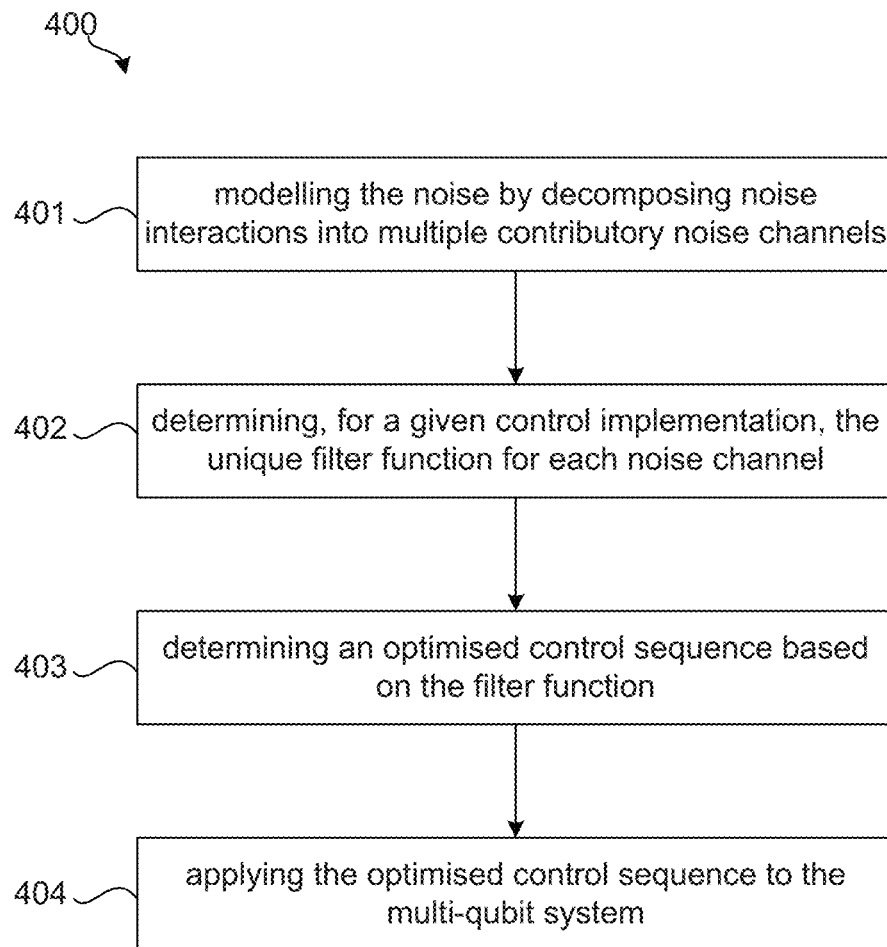 400
401
modelling the noise by decomposing noise
interactions into multiple contributory noise channels
402
determining, for a given control implementation, the
unique filter function for each noise channel
403
determining an optimised control sequence based
on the filter function
404
applying the optimised control sequence to the
multi-qubit system